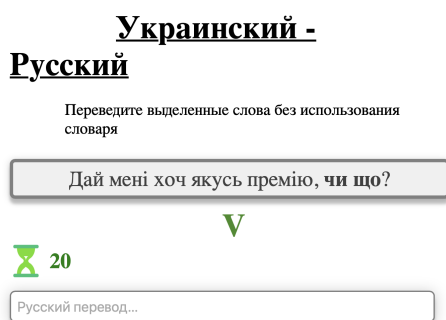 Украинский -
Русский
Переведите выделенные слова без использования
словаря
Дай мені хоч якусь премію, чи що?
V
20
Русский перевод...